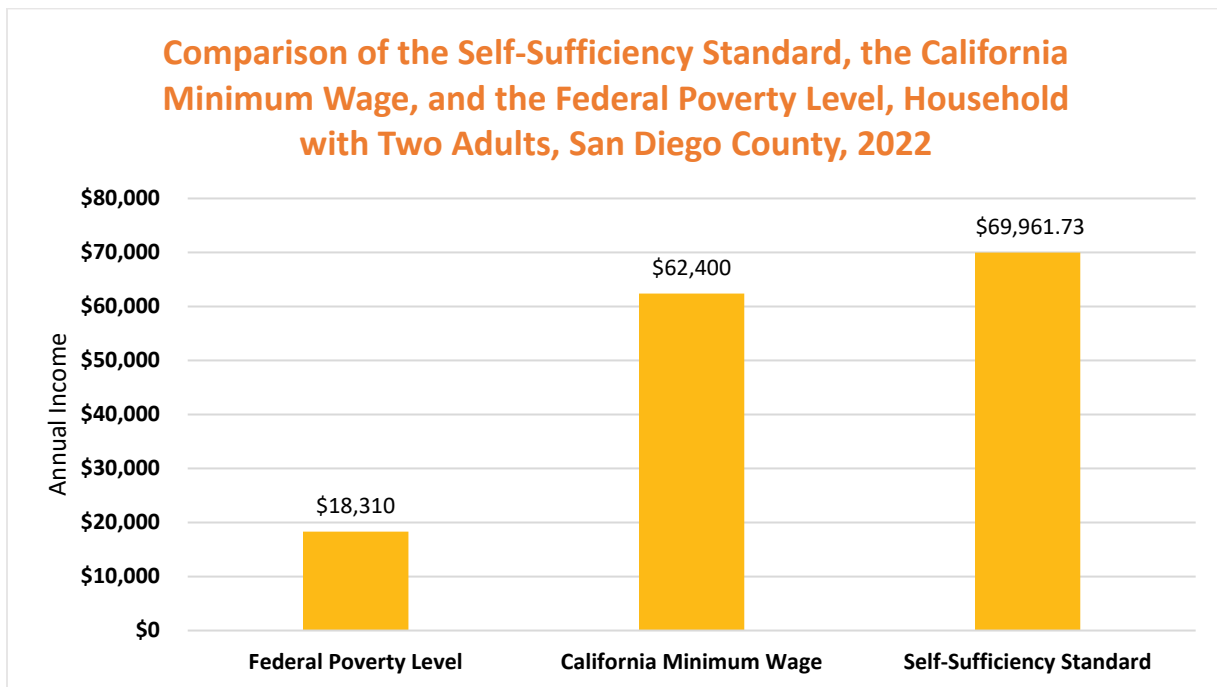 Comparison of the Self-Sufficiency Standard, the California
Minimum Wage, and the Federal Poverty Level, Household
with Two Adults, San Diego County, 2022
Annual Income
$80,000
$70,000
$60,000
$50,000
$40,000
$30,000
$20,000
$10,000
$0
$18,310
$62,400
$69,961.73
Federal Poverty Level
California Minimum Wage
Self-Sufficiency Standard